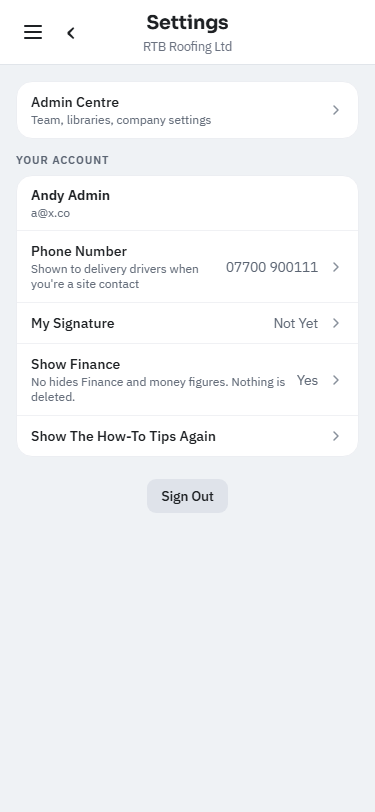 Settings
RTB Roofing Ltd
Admin Centre
Team, libraries, company settings
YOUR ACCOUNT
Andy Admin
a@x.co
Phone Number
Shown to delivery drivers when
you're a site contact
07700 900111
My Signature
Not Yet
Show Finance
No hides Finance and money figures. Nothing is
deleted.
Yes
Show The How-To Tips Again
Sign Out